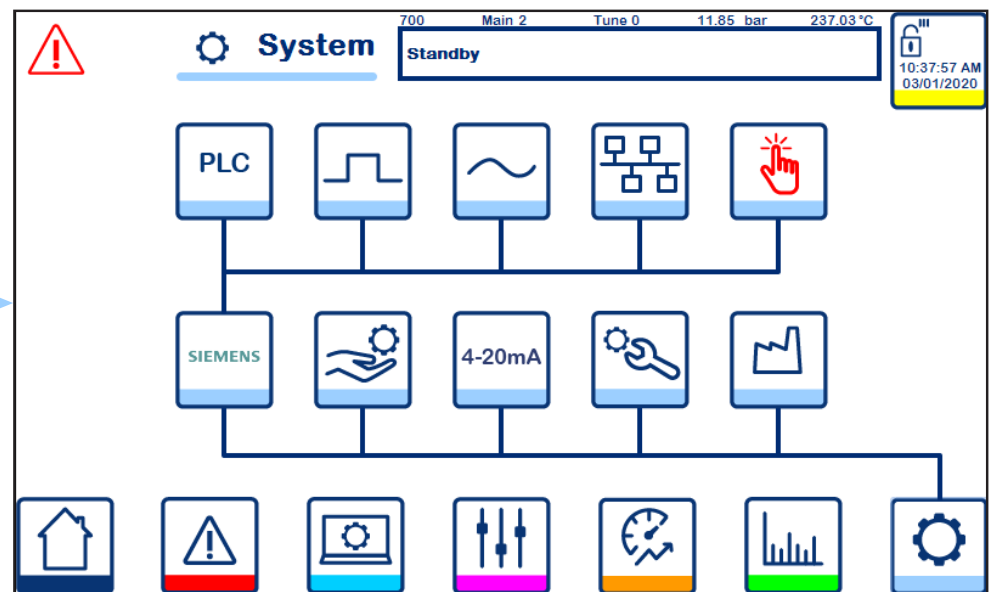 700 Main 2 Tune 0 11.85 bar 237.03 °C
System
Standby
10:37:57 AM
03/01/2020
PLC
SIEMENS
4-20mA